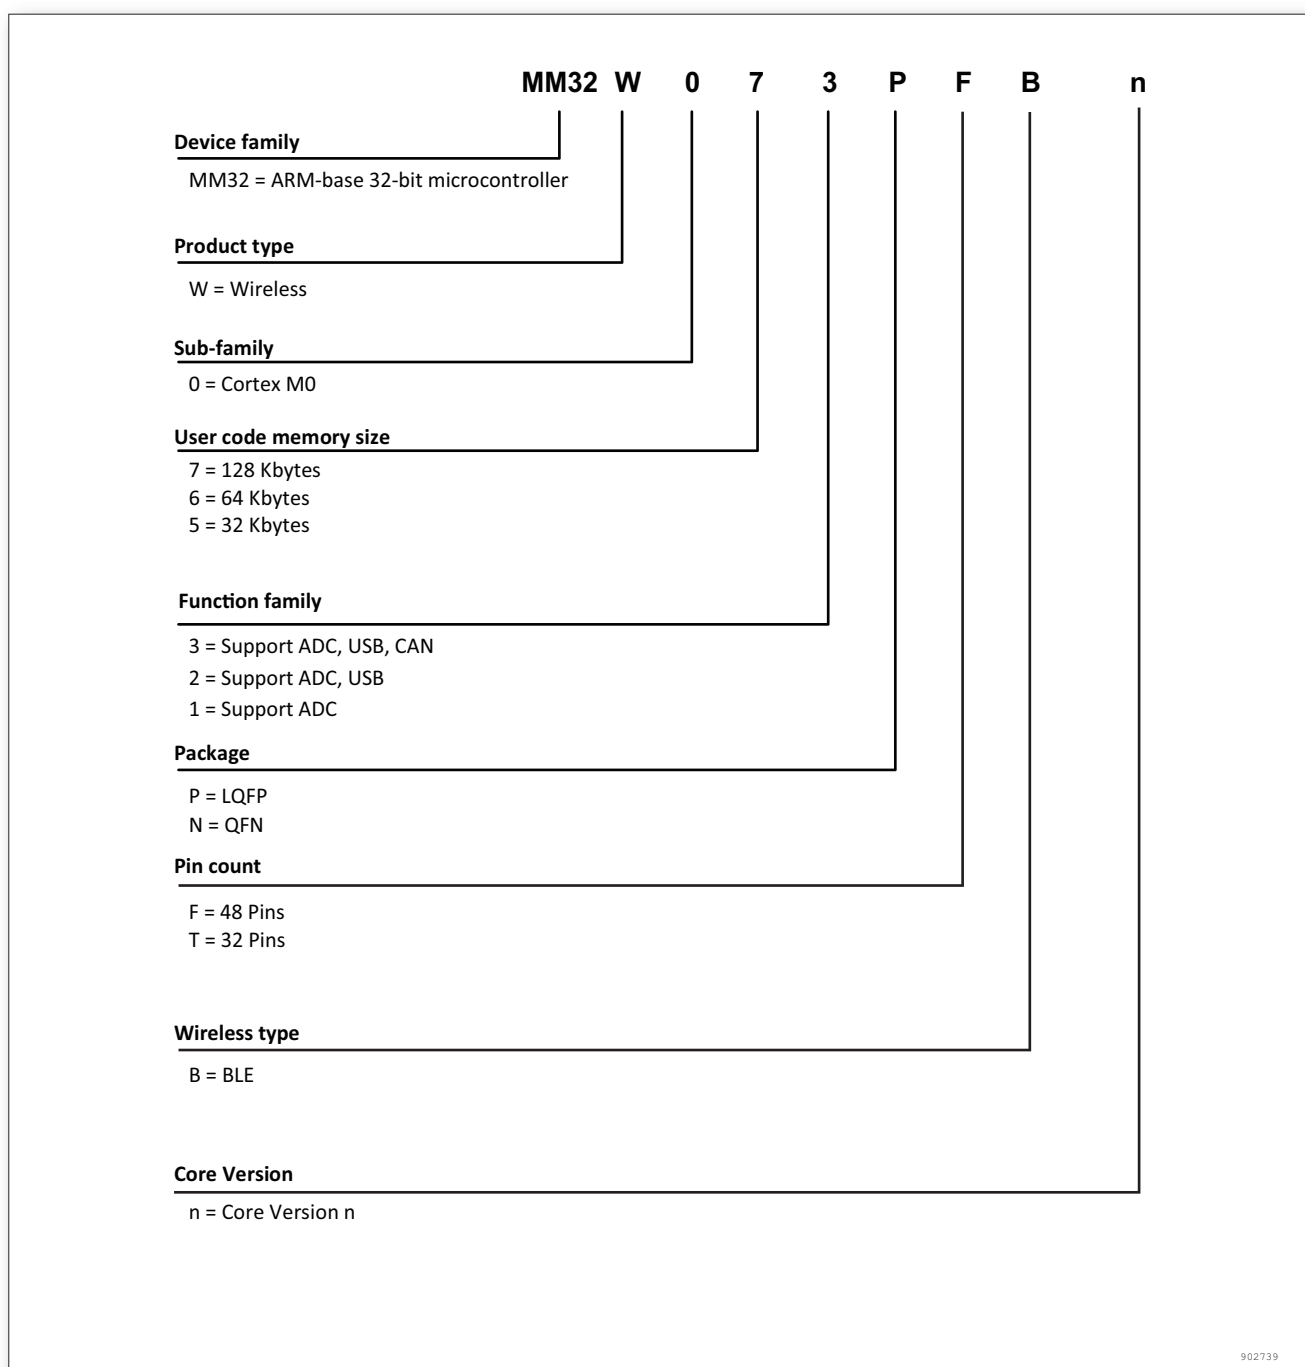 MM32 W 0 7 3 P F B n
Device family
MM32 = ARM-base 32-bit microcontroller
Product type
W = Wireless
Sub-family
0 = Cortex M0
User code memory size
7 = 128 Kbytes
6 = 64 Kbytes
5 = 32 Kbytes
Function family
3 = Support ADC, USB, CAN
2 = Support ADC, USB
1 = Support ADC
Package
P = LQFP
N = QFN
Pin count
F = 48 Pins
T = 32 Pins
Wireless type
B = BLE
Core Version
n = Core Version n
902739